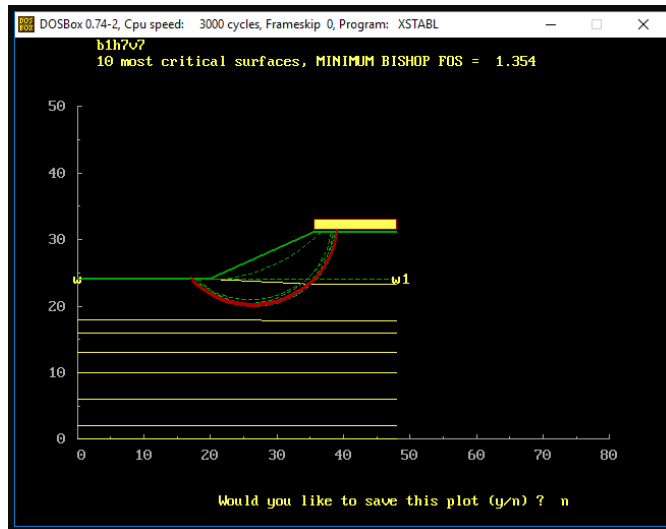 DOSBox 0.74-2, Cpu speed: 3000 cycles, Frameskip 0, Program: XSTABL
b1h7v7
10 most critical surfaces, MINIMUM BISHOP FOS = 1.354
50
40
30
w
w1
20
10
0
0 10 20 30 40 50 60 70 80
Would you like to save this plot (y/n) ? n